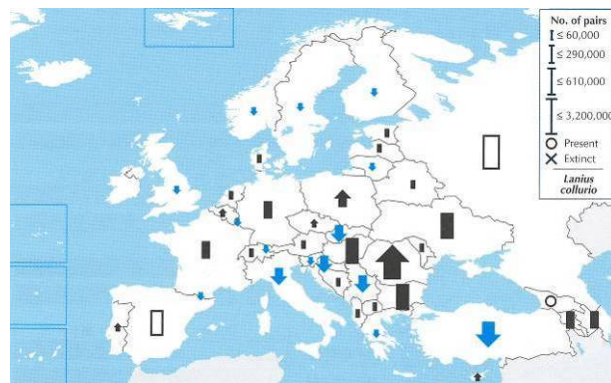 No. of pairs
≤ 60,000
≤ 290,000
≤ 610,000
≤ 3,200,000
Present
Extinct
Lanius
collurio